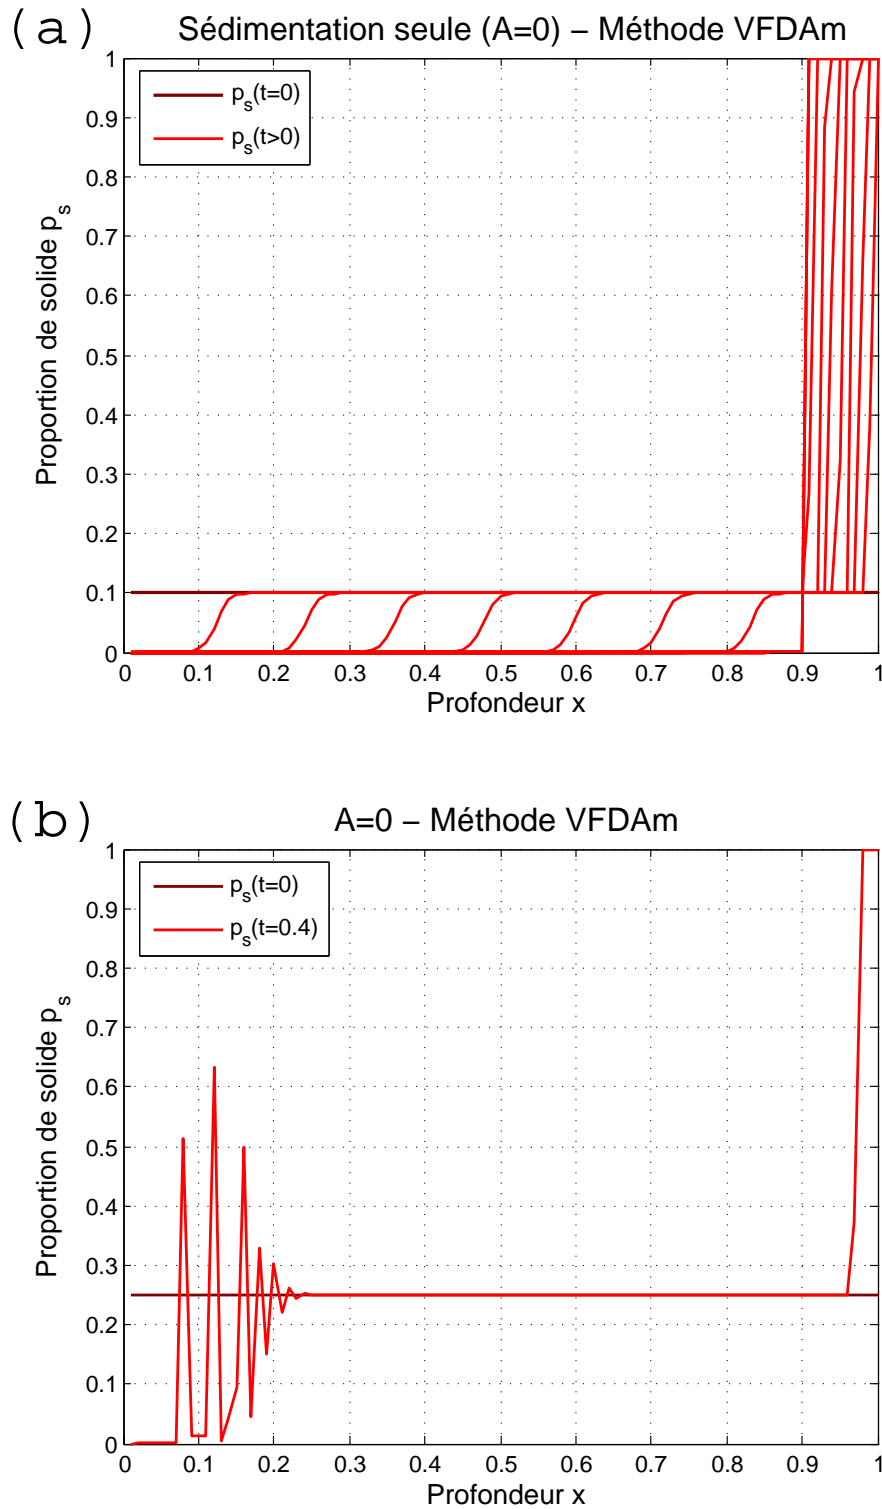 (a)
Sédimentation seule (A=0) − Méthode VFDAm
p_s(t=0)
p_s(t>0)
Proportion de solide p_s
1
0.9
0.8
0.7
0.6
0.5
0.4
0.3
0.2
0.1
0
0 0.1 0.2 0.3 0.4 0.5 0.6 0.7 0.8 0.9 1
Profondeur x
(b)
A=0 − Méthode VFDAm
p_s(t=0)
p_s(t=0.4)
Proportion de solide p_s
1
0.9
0.8
0.7
0.6
0.5
0.4
0.3
0.2
0.1
0
0 0.1 0.2 0.3 0.4 0.5 0.6 0.7 0.8 0.9 1
Profondeur x